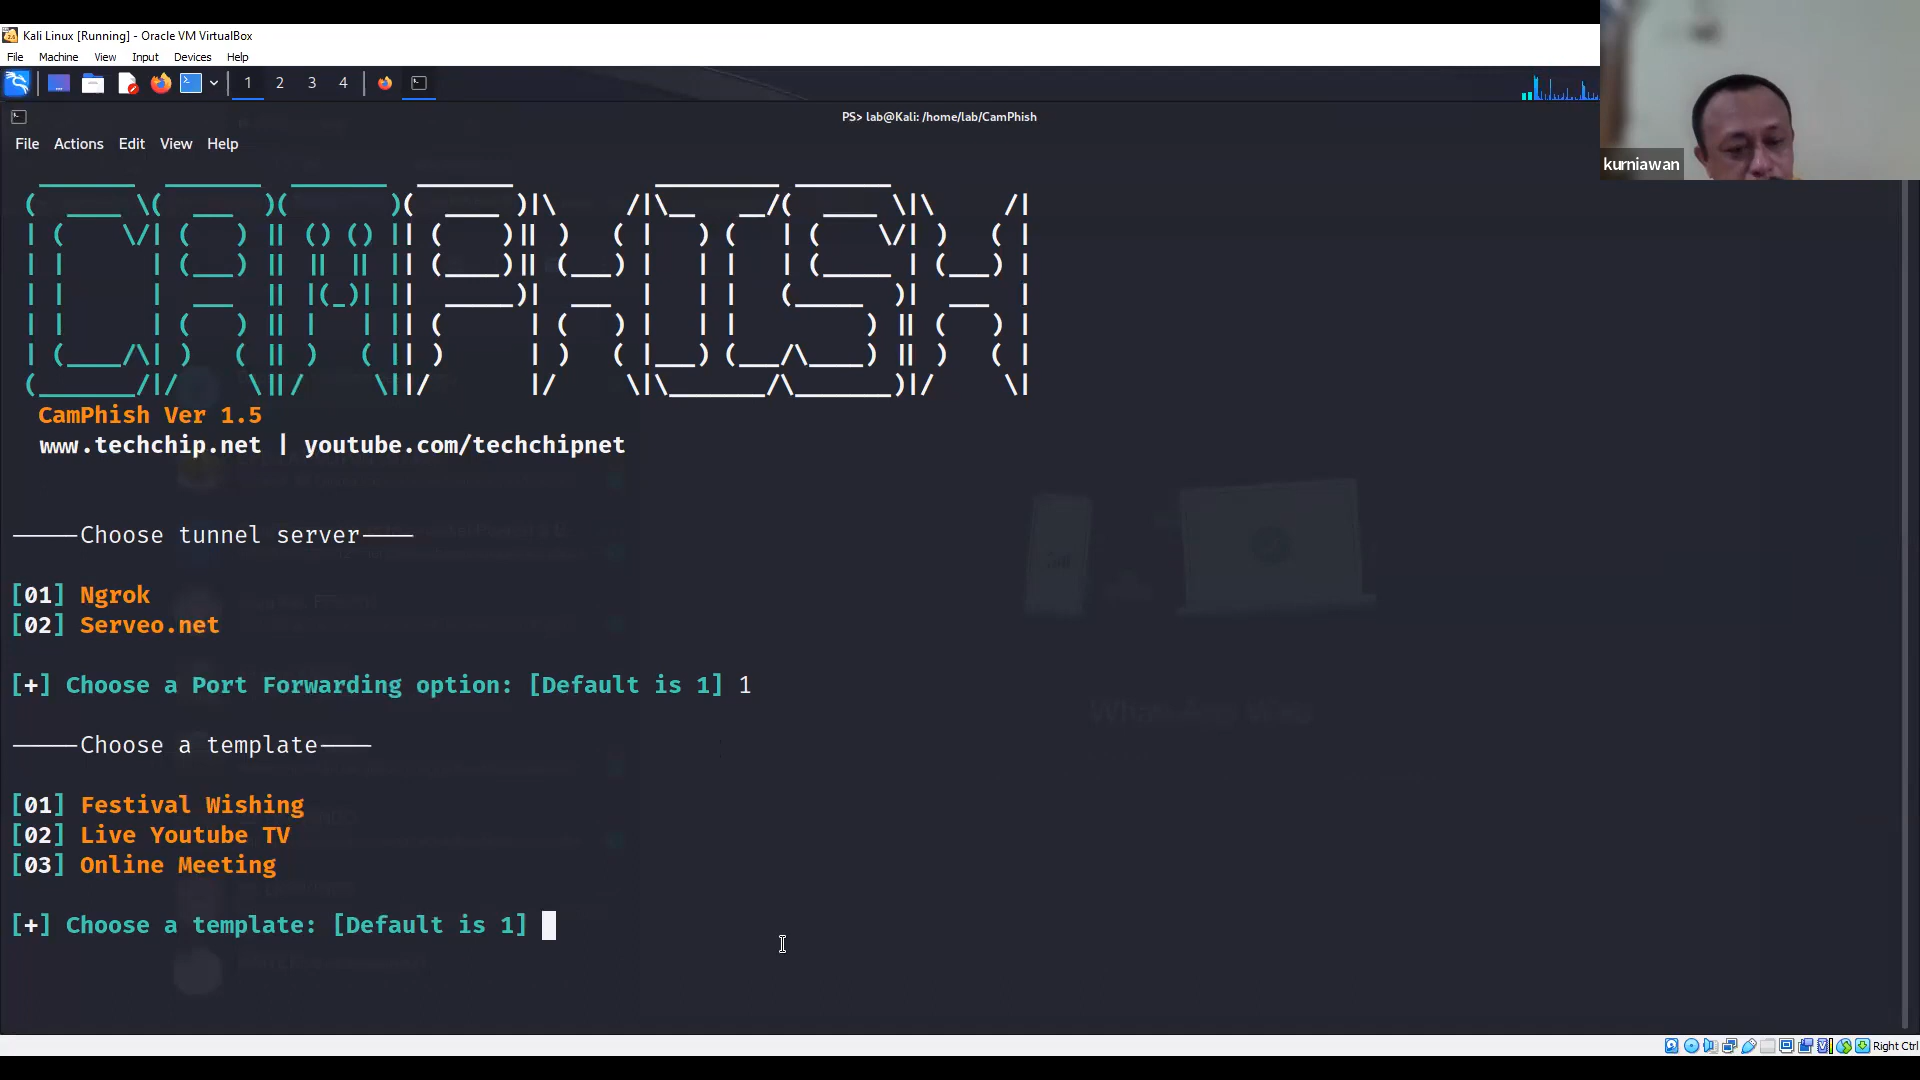 Kali Linux [Running] - Oracle VM VirtualBox
File Machine View Input Devices Help
1 2 3 4
PS> lab@Kali: /home/lab/CamPhish
File Actions Edit View Help
kurniawan
CAMPHISH
CamPhish Ver 1.5
www.techchip.net | youtube.com/techchipnet
-----Choose tunnel server----
[01] Ngrok
[02] Serveo.net
[+] Choose a Port Forwarding option: [Default is 1] 1
-----Choose a template----
[01] Festival Wishing
[02] Live Youtube TV
[03] Online Meeting
[+] Choose a template: [Default is 1]
Right Ctrl